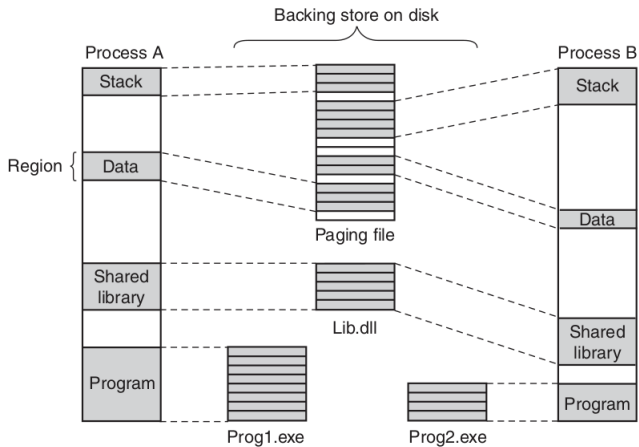 Backing store on disk
Process A
Process B
Stack
Stack
Region
Data
Data
Paging file
Shared
library
Lib.dll
Shared
library
Program
Program
Prog1.exe
Prog2.exe